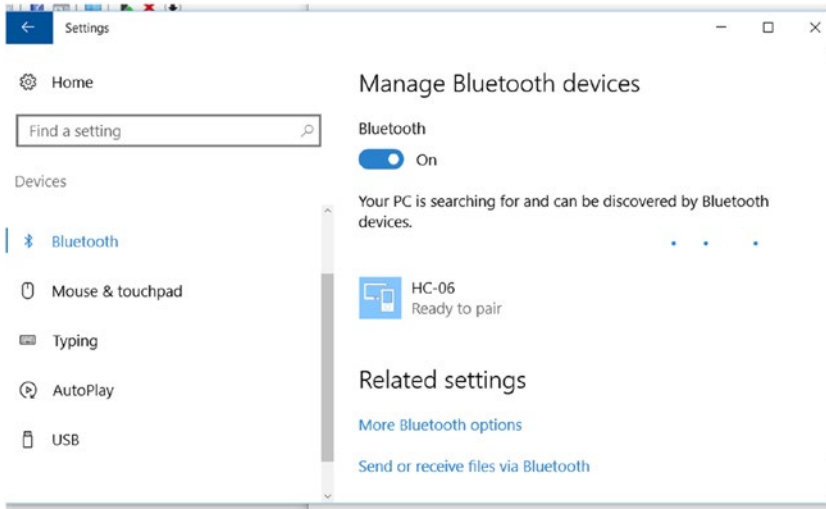 Settings
Home
Find a setting
Devices
Bluetooth
Mouse & touchpad
Typing
AutoPlay
USB
Manage Bluetooth devices
Bluetooth
On
Your PC is searching for and can be discovered by Bluetooth
devices.
HC-06
Ready to pair
Related settings
More Bluetooth options
Send or receive files via Bluetooth